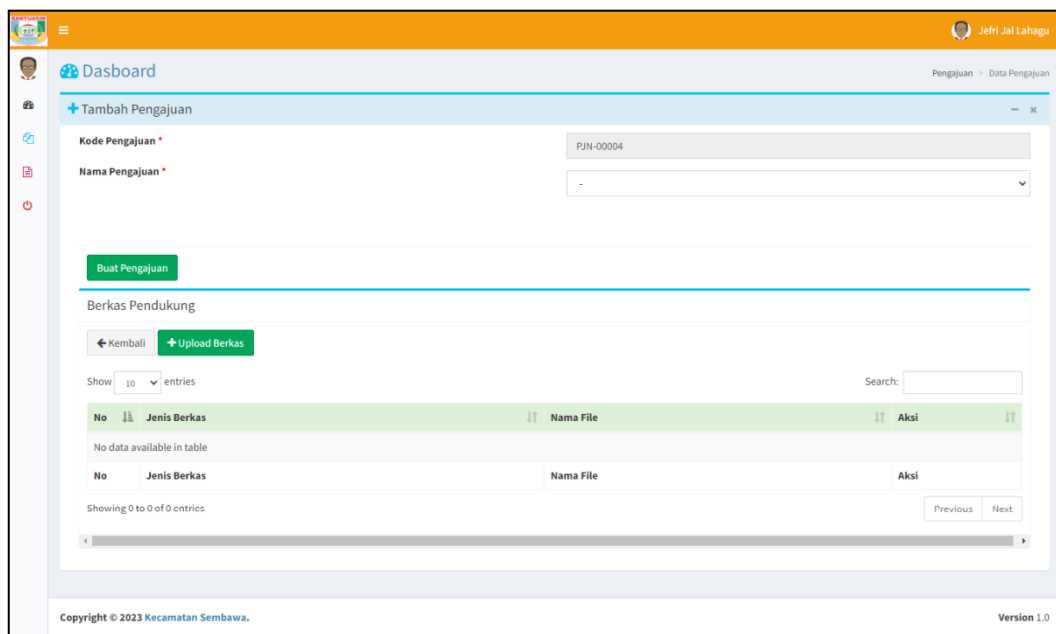 BANYUASIN
Jefri Jal Lahagu
Dasboard
Pengajuan > Data Pengajuan
Tambah Pengajuan
Kode Pengajuan *
PJN-00004
Nama Pengajuan *
-
Buat Pengajuan
Berkas Pendukung
Kembali
Upload Berkas
Show 10 entries
Search:
No Jenis Berkas Nama File Aksi
No data available in table
No Jenis Berkas Nama File Aksi
Showing 0 to 0 of 0 entries
Previous Next
Copyright © 2023 Kecamatan Sembawa.
Version 1.0